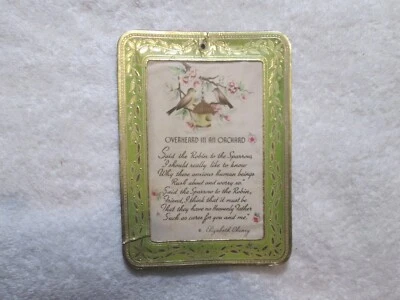 OVERHEARD IN AN ORCHARD
Said the Robin to the Sparrow,
I should really like to know
Why these anxious human beings
Rush about and worry so.
Said the Sparrow to the Robin,
Friend, I think that it must be
That they have no heavenly Father
Such as cares for you and me."
Elizabeth Cheney